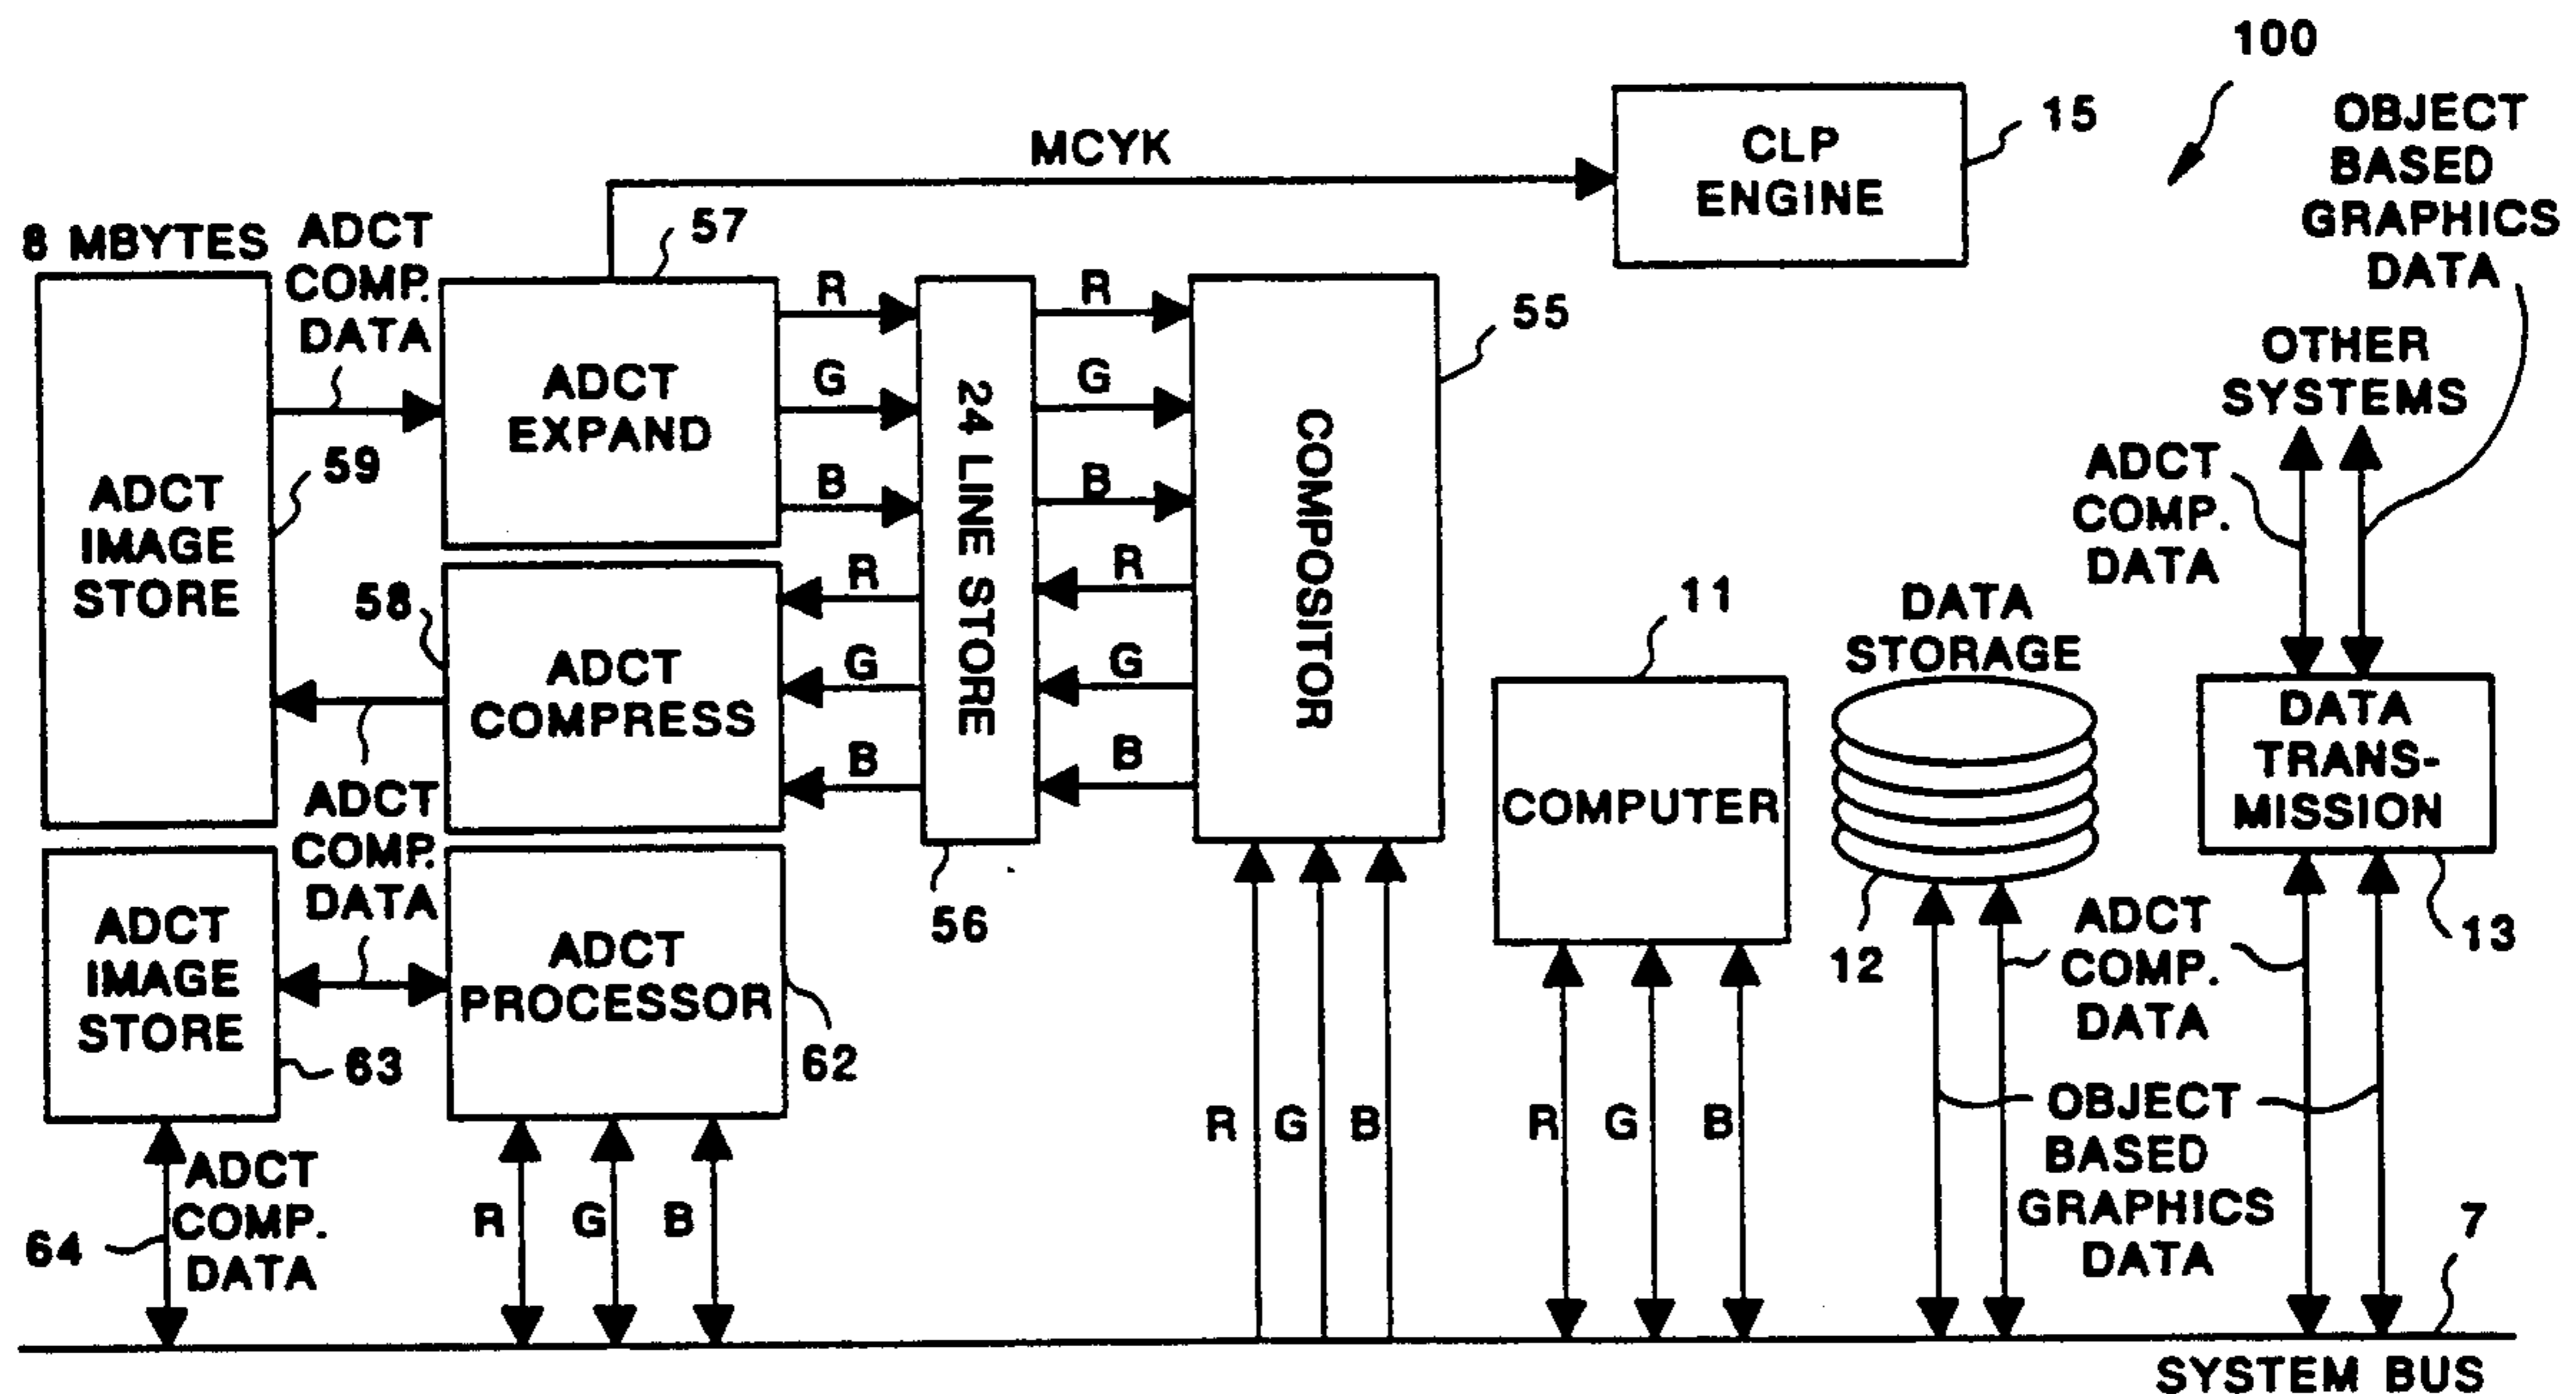 100
OBJECT
BASED
GRAPHICS
DATA
15
CLP
ENGINE
MCYK
8 MBYTES
ADCT
COMP.
DATA
57
R
G
B
R
G
B
55
OTHER
SYSTEMS
ADCT
COMP.
DATA
ADCT
IMAGE
STORE
59
ADCT
EXPAND
24 LINE STORE
COMPOSITOR
58
ADCT
COMPRESS
R
G
B
R
G
B
11
COMPUTER
DATA
STORAGE
DATA
TRANS-
MISSION
ADCT
COMP.
DATA
56
12
13
ADCT
COMP.
DATA
ADCT
IMAGE
STORE
63
ADCT
PROCESSOR
62
OBJECT
BASED
GRAPHICS
DATA
64
ADCT
COMP.
DATA
R G B
R G B
R G B
7
SYSTEM BUS